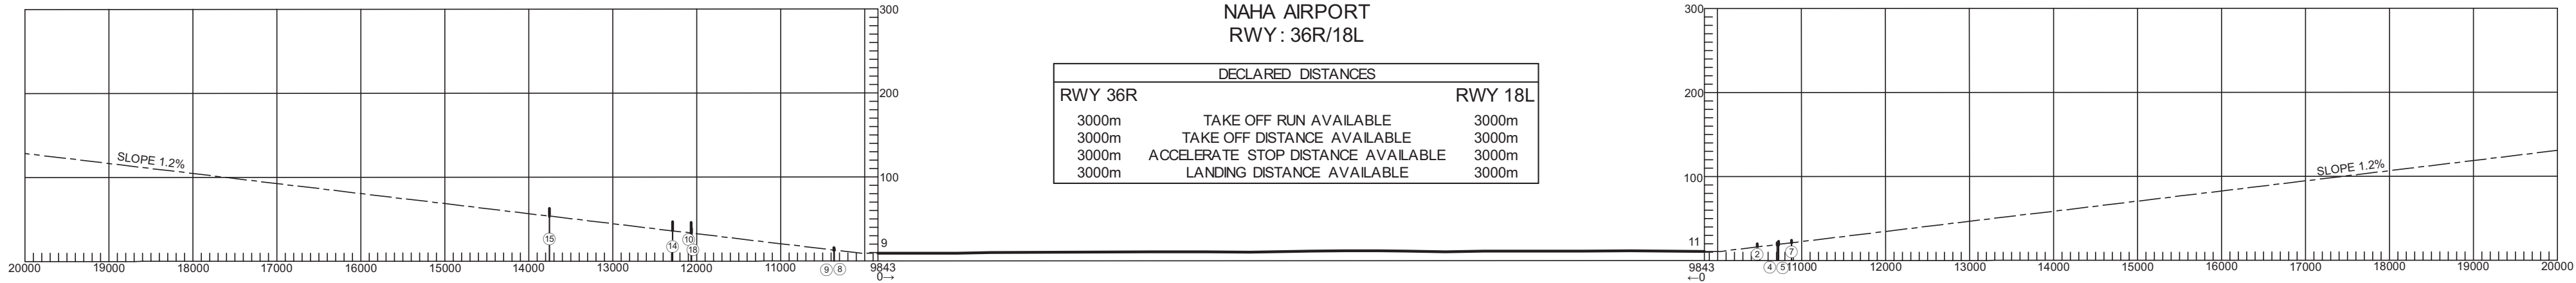 NAHA AIRPORT
RWY: 36R/18L
DECLARED DISTANCES
RWY 36R RWY 18L
3000m TAKE OFF RUN AVAILABLE 3000m
3000m TAKE OFF DISTANCE AVAILABLE 3000m
3000m ACCELERATE STOP DISTANCE AVAILABLE 3000m
3000m LANDING DISTANCE AVAILABLE 3000m
300
200
100
9
SLOPE 1.2%
15
14
10
18
9 8
20000 19000 18000 17000 16000 15000 14000 13000 12000 11000 9843
0→
300
200
100
11
SLOPE 1.2%
2
4 5
7
9843 11000 12000 13000 14000 15000 16000 17000 18000 19000 20000
←0